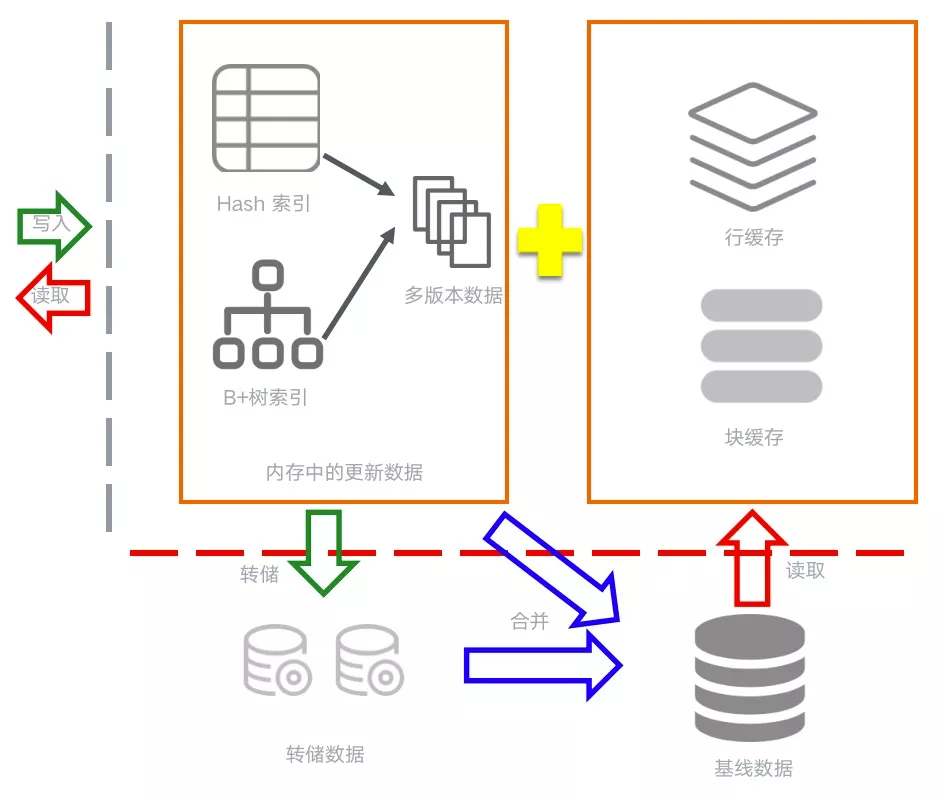 Hash 索引
行缓存
写入
读取
多版本数据
B+树索引
块缓存
内存中的更新数据
转储
读取
合并
转储数据
基线数据